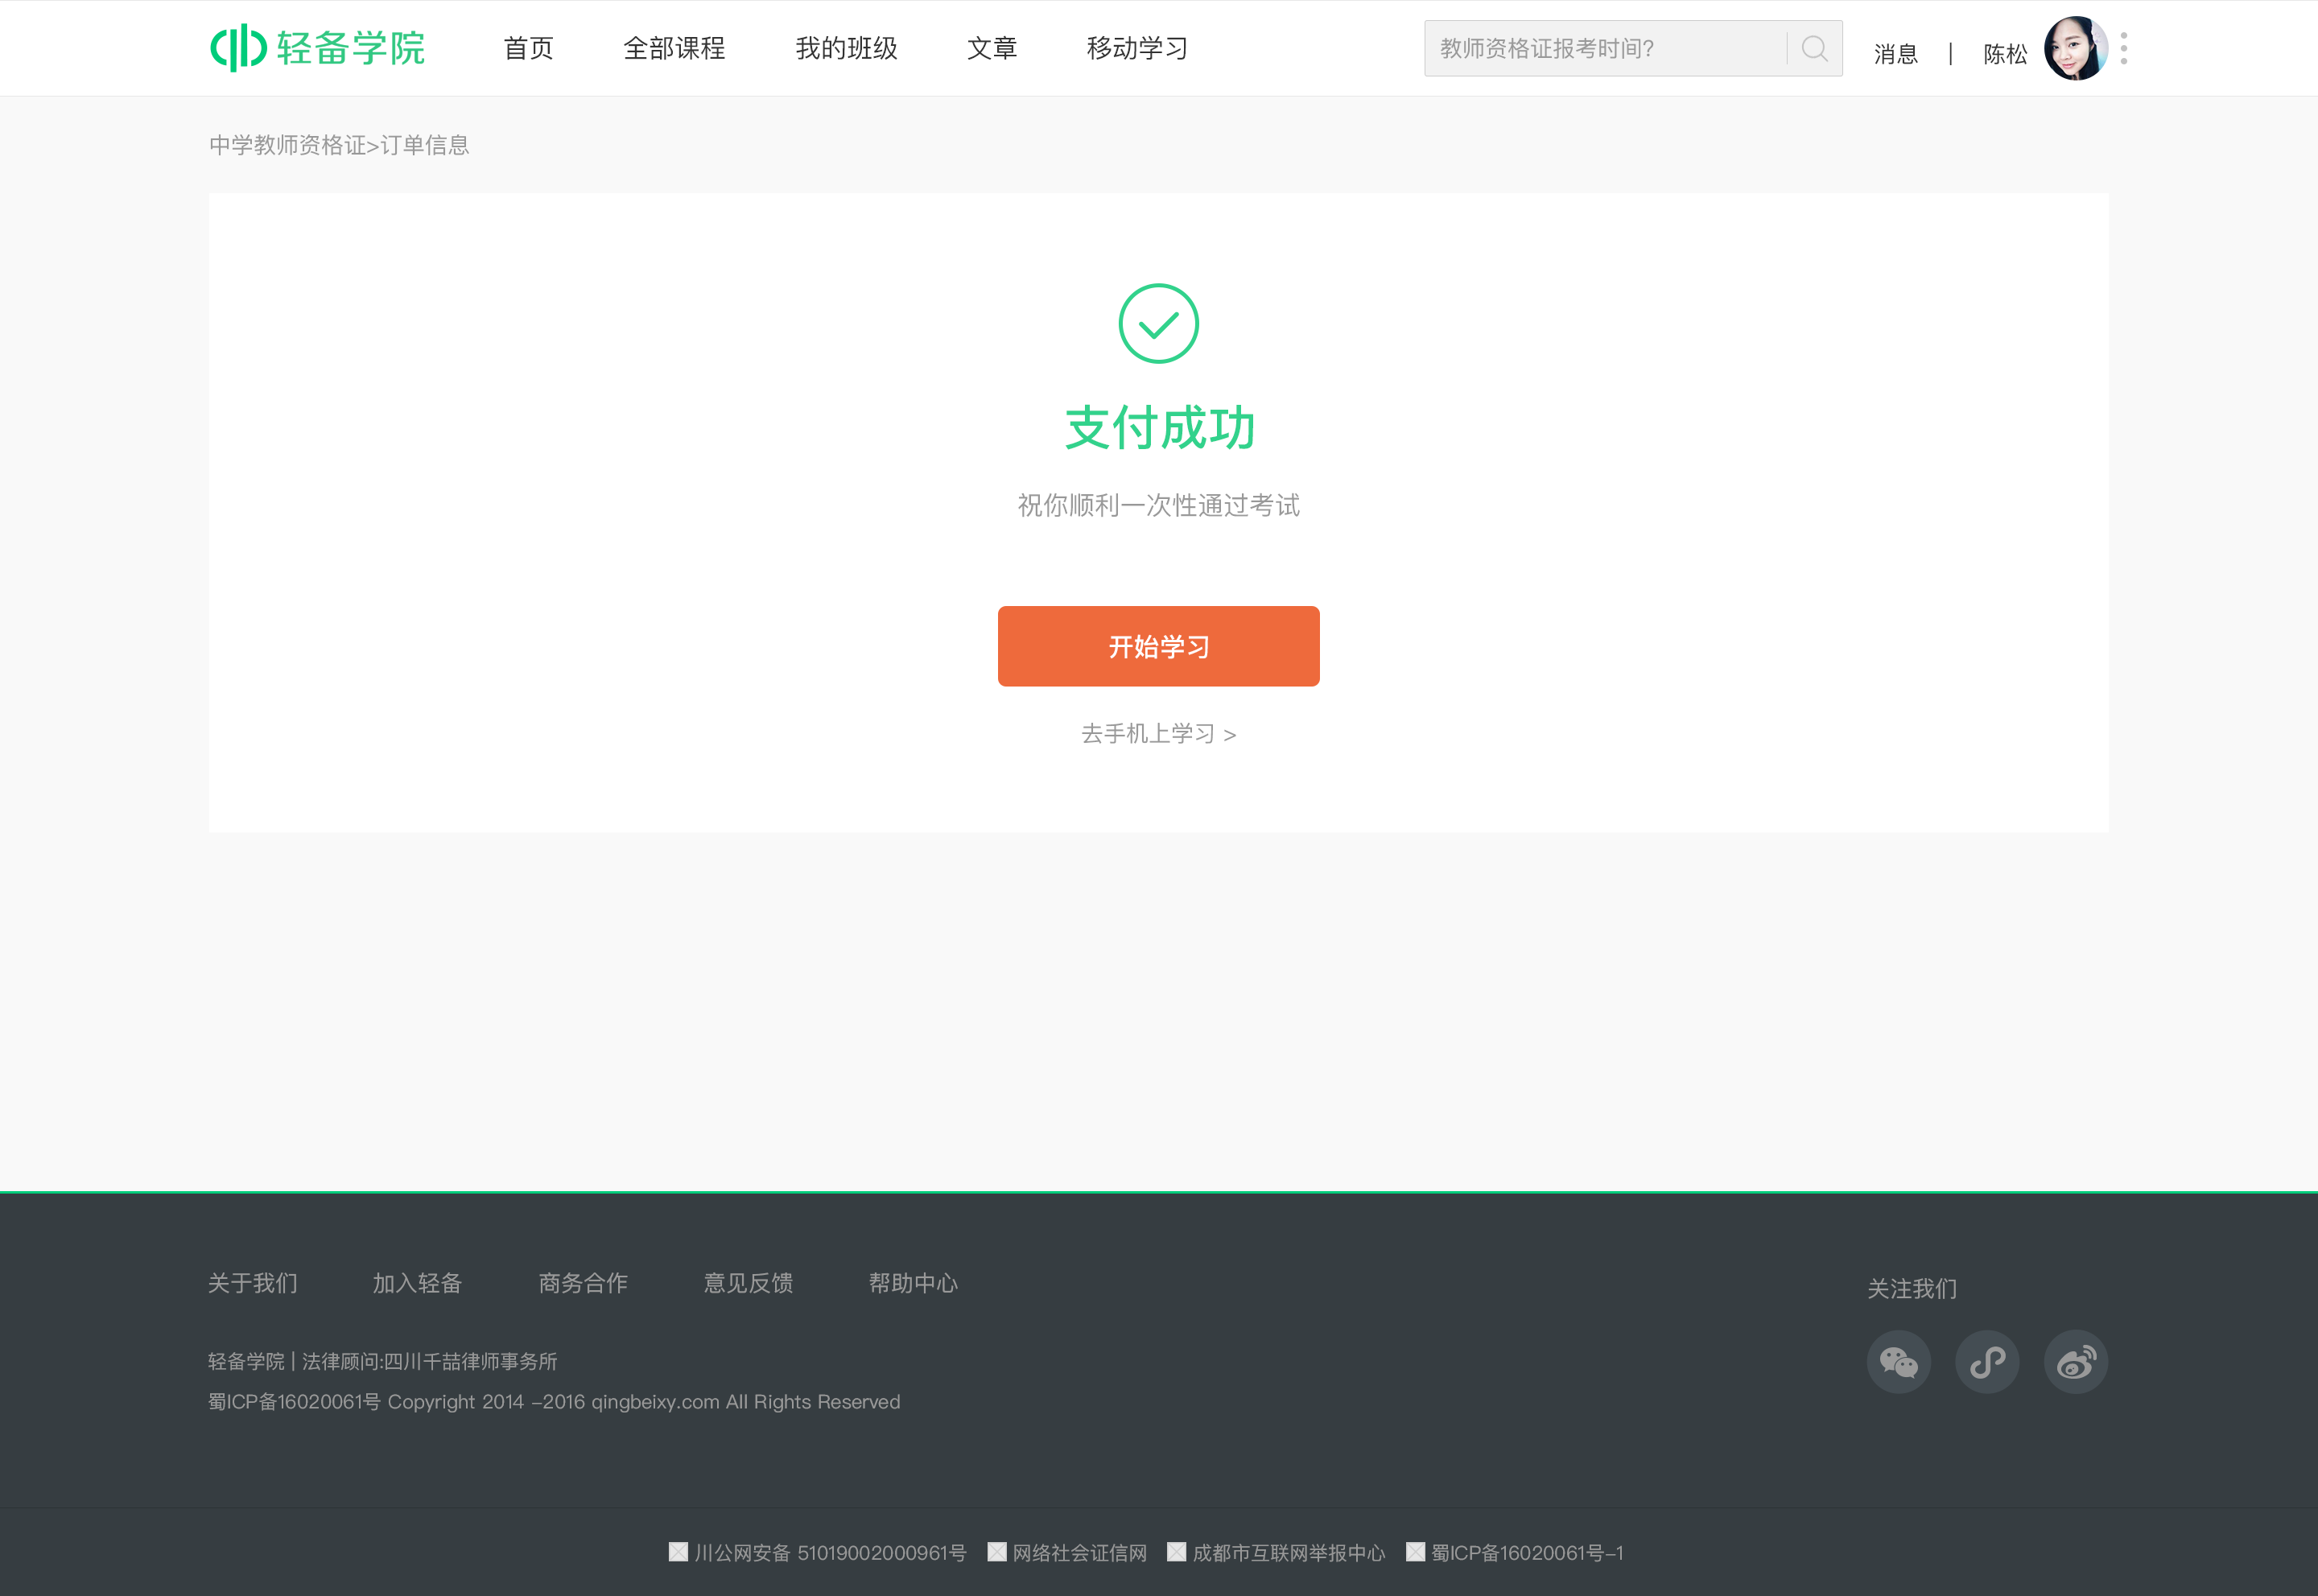 轻备学院 首页 全部课程 我的班级 文章 移动学习 教师资格证报考时间? 消息 | 陈松
中学教师资格证>订单信息
支付成功
祝你顺利一次性通过考试
开始学习
去手机上学习 >
关于我们 加入轻备 商务合作 意见反馈 帮助中心 关注我们
轻备学院 | 法律顾问:四川千喆律师事务所
蜀ICP备16020061号 Copyright 2014 -2016 qingbeixy.com All Rights Reserved
川公网安备 51019002000961号 网络社会证信网 成都市互联网举报中心 蜀ICP备16020061号-1